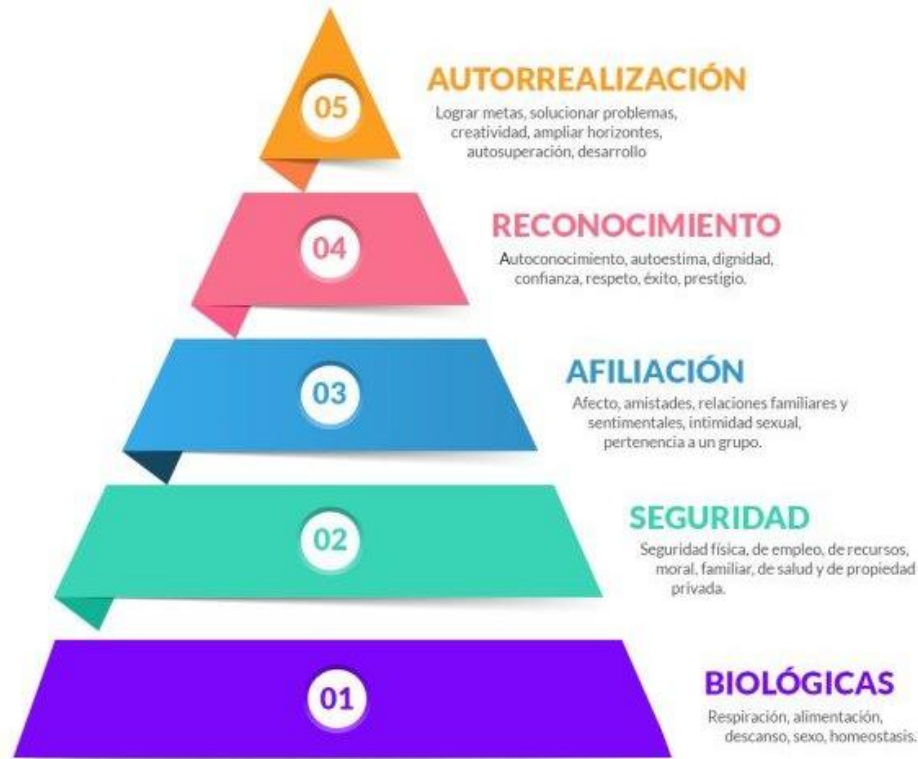 05
AUTORREALIZACIÓN
Lograr metas, solucionar problemas,
creatividad, ampliar horizontes,
autosuperación, desarrollo
04
RECONOCIMIENTO
Autoconocimiento, autoestima, dignidad,
confianza, respeto, éxito, prestigio.
03
AFILIACIÓN
Afecto, amistades, relaciones familiares y
sentimentales, intimidad sexual,
pertenencia a un grupo.
02
SEGURIDAD
Seguridad física, de empleo, de recursos,
moral, familiar, de salud y de propiedad
privada.
01
BIOLÓGICAS
Respiración, alimentación,
descanso, sexo, homeostasis.